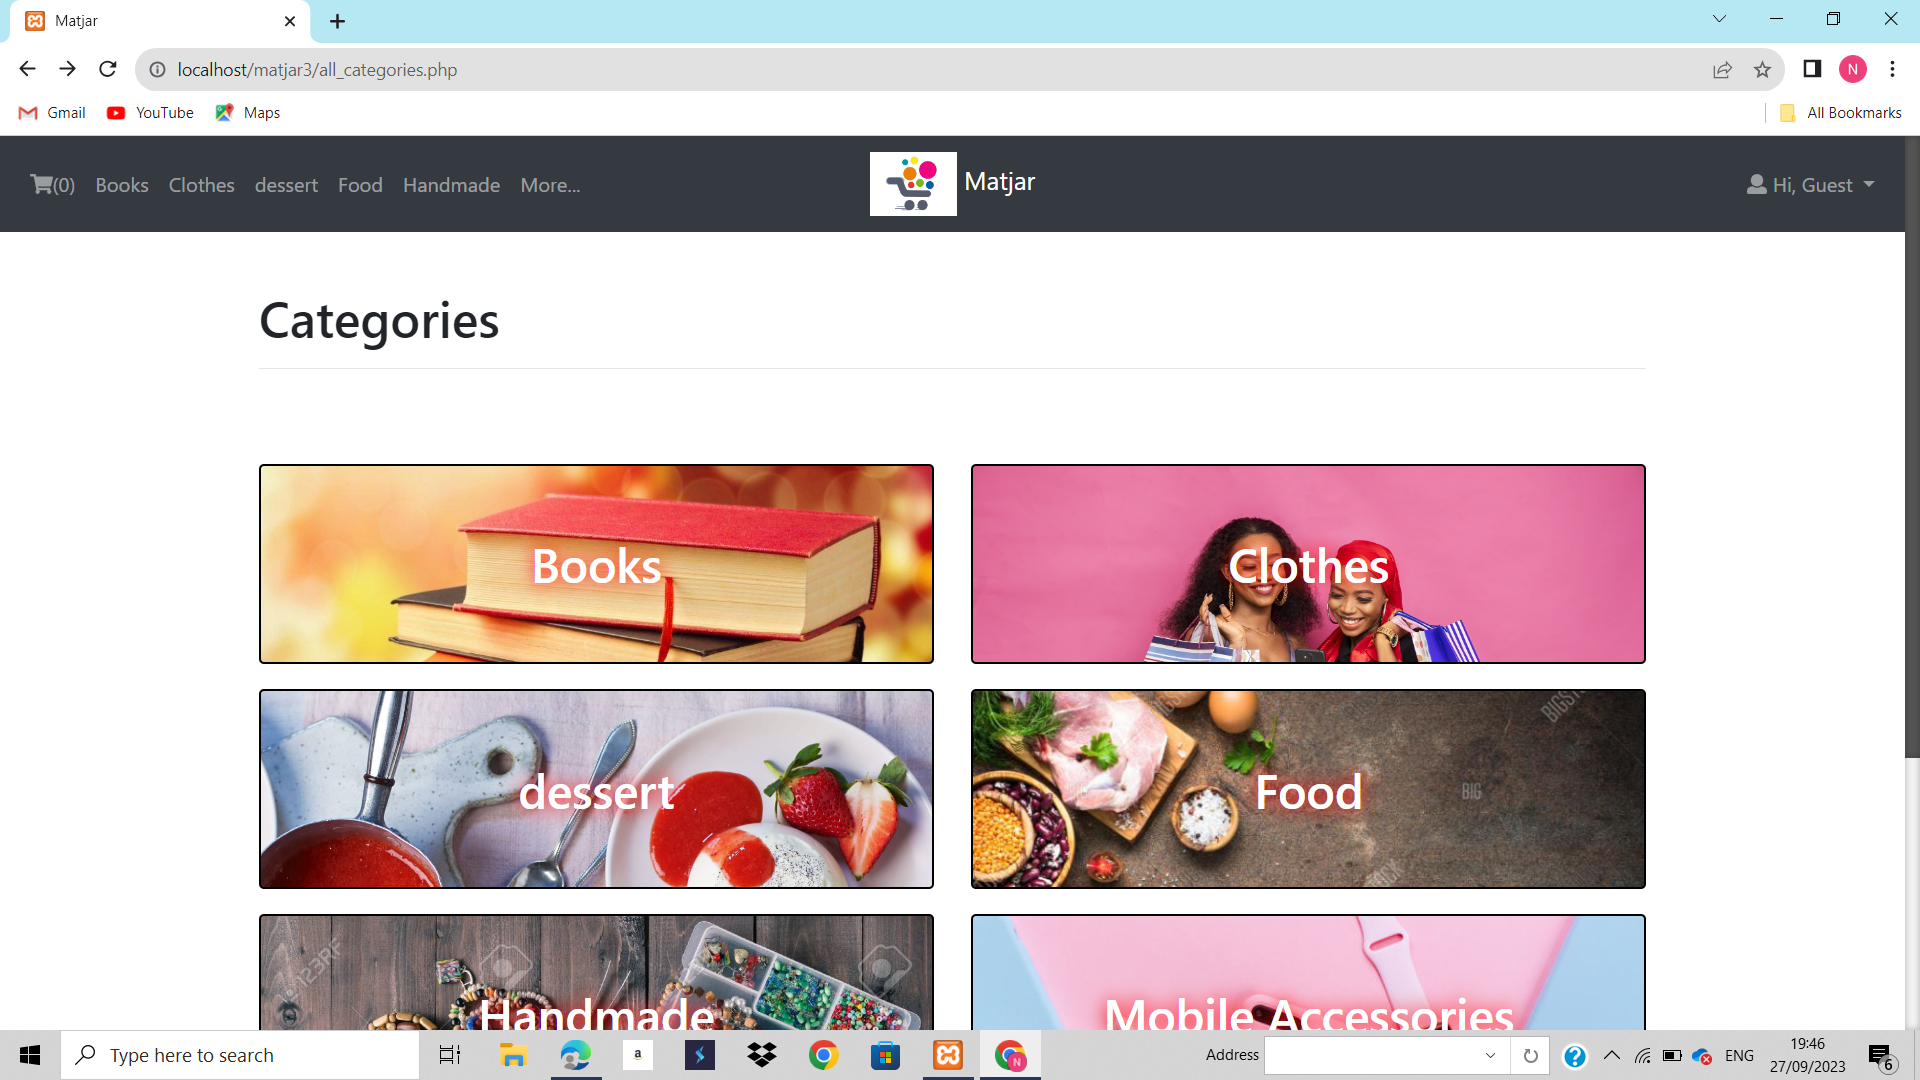 Matjar
localhost/matjar3/all_categories.php
N
Gmail YouTube Maps All Bookmarks
(0) Books Clothes dessert Food Handmade More... Matjar Hi, Guest
Categories
Books
Clothes
dessert
Food
BIG
Handmade
123RF
Mobile Accessories
Type here to search
a
N
Address
ENG
19:46
27/09/2023
6